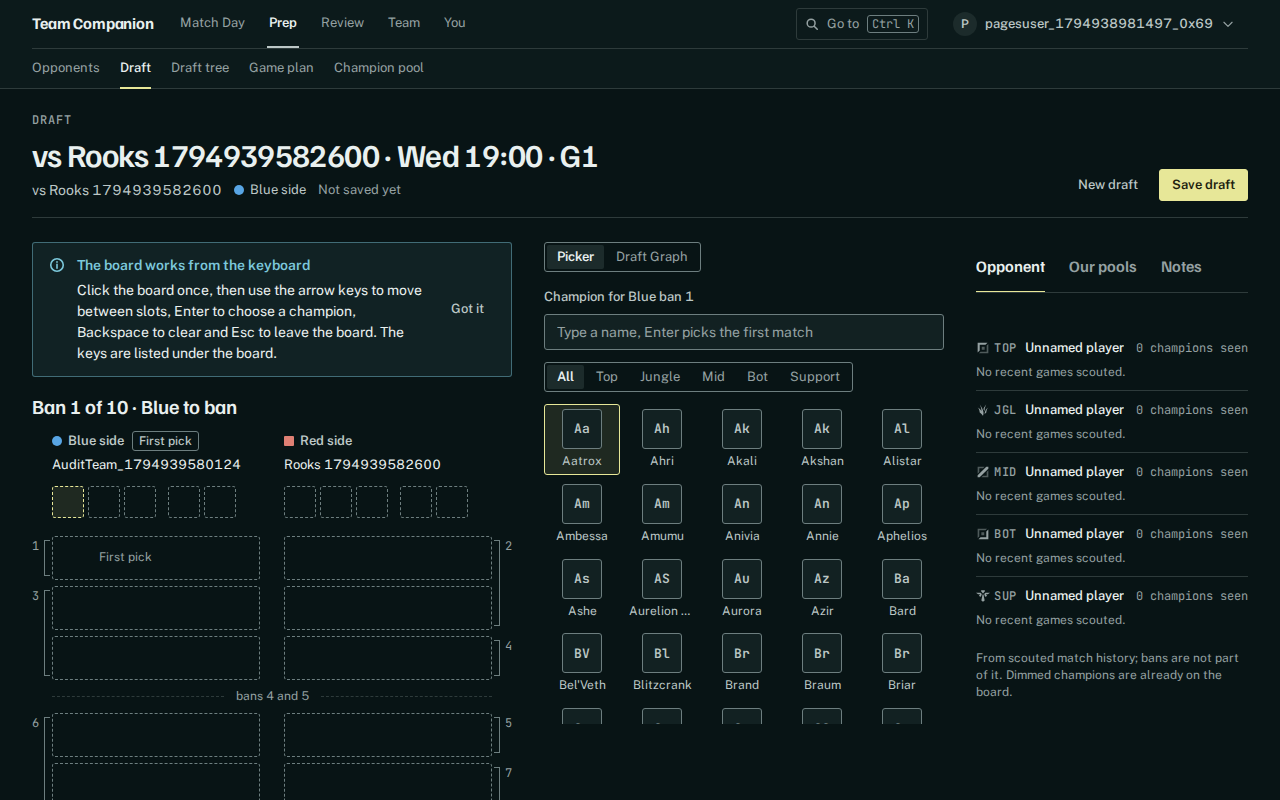 Team Companion Match Day Prep Review Team You Go to Ctrl K P pagesuser_1794938981497_0x69
Opponents Draft Draft tree Game plan Champion pool
DRAFT
vs Rooks 1794939582600 · Wed 19:00 · G1
vs Rooks 1794939582600 Blue side Not saved yet
New draft Save draft
The board works from the keyboard
Click the board once, then use the arrow keys to move
between slots, Enter to choose a champion,
Backspace to clear and Esc to leave the board. The
keys are listed under the board.
Got it
Ban 1 of 10 · Blue to ban
Blue side First pick Red side
AuditTeam_1794939580124 Rooks 1794939582600
1 First pick 2
3
4
bans 4 and 5
6 5
7
Picker Draft Graph
Champion for Blue ban 1
Type a name, Enter picks the first match
All Top Jungle Mid Bot Support
Aa Ah Ak Ak Al
Aatrox Ahri Akali Akshan Alistar
Am Am An An Ap
Ambessa Amumu Anivia Annie Aphelios
As AS Au Az Ba
Ashe Aurelion ... Aurora Azir Bard
BV Bl Br Br Br
Bel'Veth Blitzcrank Brand Braum Briar
Opponent Our pools Notes
TOP Unnamed player 0 champions seen
No recent games scouted.
JGL Unnamed player 0 champions seen
No recent games scouted.
MID Unnamed player 0 champions seen
No recent games scouted.
BOT Unnamed player 0 champions seen
No recent games scouted.
SUP Unnamed player 0 champions seen
No recent games scouted.
From scouted match history; bans are not part
of it. Dimmed champions are already on the
board.